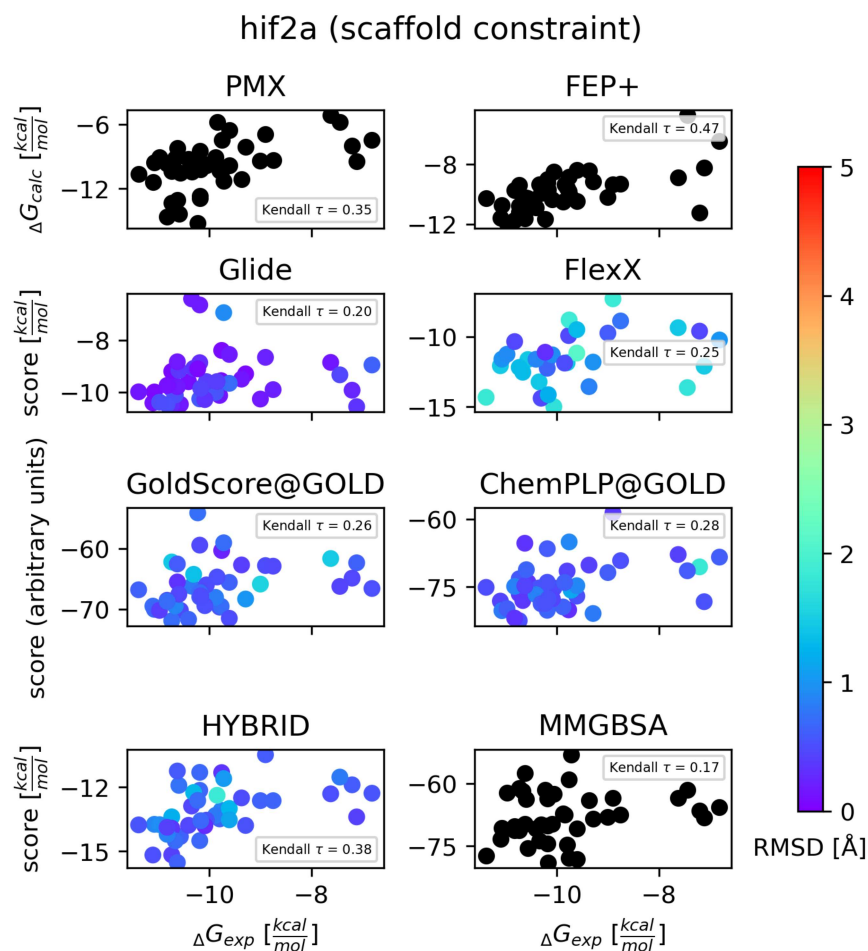 hif2a (scaffold constraint)
PMX
FEP+
ΔG_calc [kcal/mol]
−6
−12
Kendall τ = 0.35
−8
−12
Kendall τ = 0.47
Glide
FlexX
score [kcal/mol]
−8
−10
Kendall τ = 0.20
−10
−15
Kendall τ = 0.25
score (arbitrary units)
GoldScore@GOLD
ChemPLP@GOLD
−60
−70
Kendall τ = 0.26
−60
−75
Kendall τ = 0.28
HYBRID
MMGBSA
score [kcal/mol]
−12
−15
Kendall τ = 0.38
−60
−75
Kendall τ = 0.17
−10
−8
−10
−8
ΔG_exp [kcal/mol]
ΔG_exp [kcal/mol]
5
4
3
2
1
0
RMSD [Å]